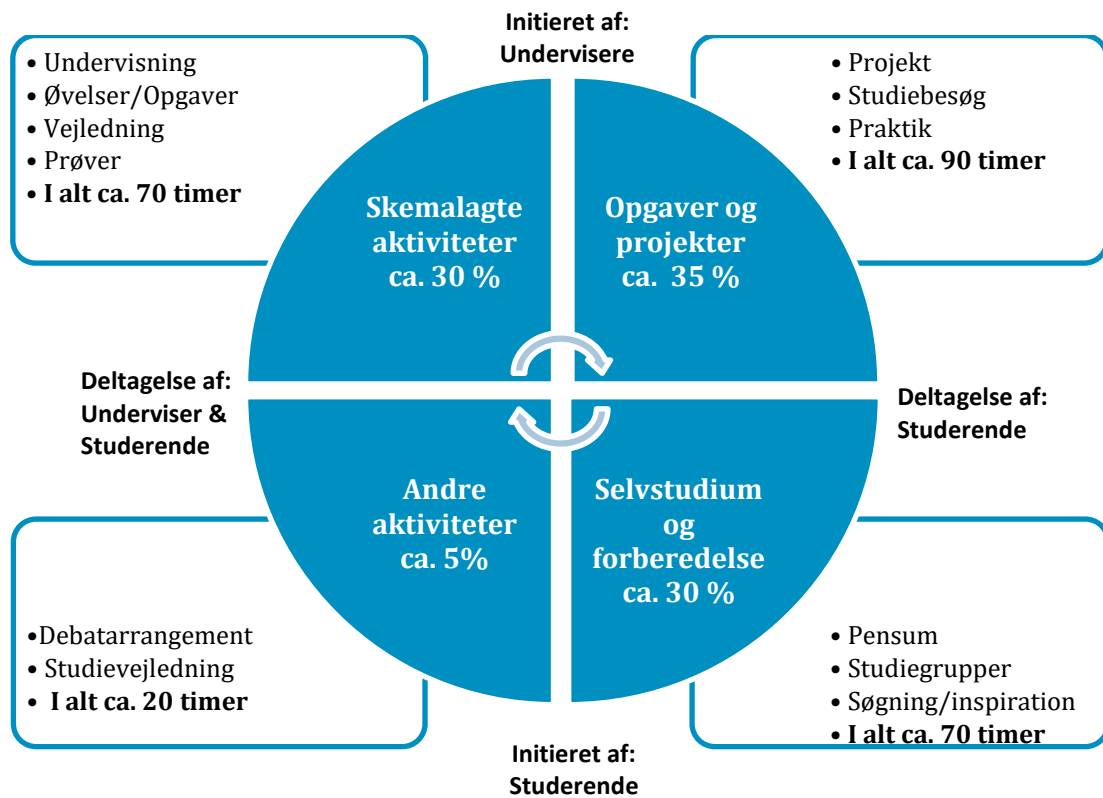 Initieret af:
Undervisere
• Undervisning
• Øvelser/Opgaver
• Vejledning
• Prøver
• I alt ca. 70 timer
• Projekt
• Studiebesøg
• Praktik
• I alt ca. 90 timer
Skemalagte
aktiviteter
ca. 30 %
Opgaver og
projekter
ca. 35 %
Deltagelse af:
Underviser &
Studerende
Deltagelse af:
Studerende
Andre
aktiviteter
ca. 5%
Selvstudium
og
forberedelse
ca. 30 %
•Debatarrangement
• Studievejledning
• I alt ca. 20 timer
• Pensum
• Studiegrupper
• Søgning/inspiration
• I alt ca. 70 timer
Initieret af:
Studerende